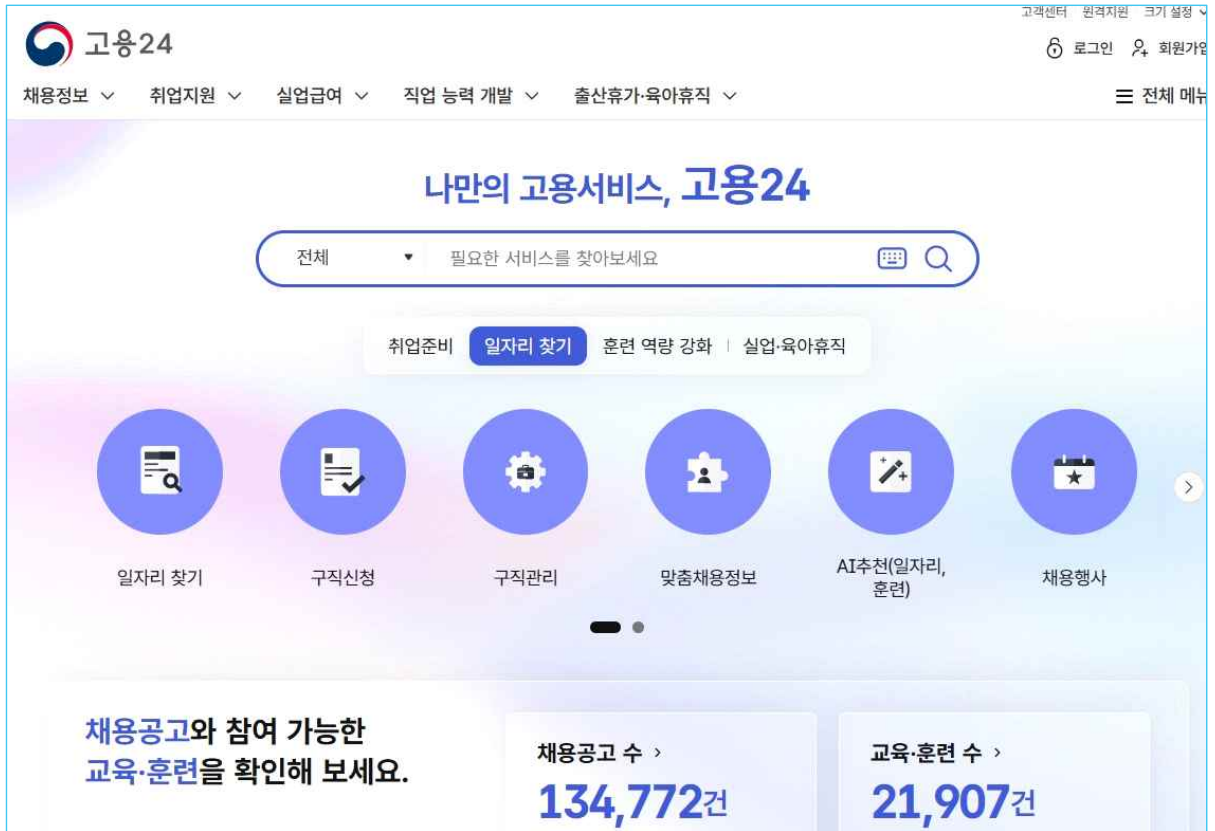 고객센터 원격지원 크기 설정
고용24
로그인 회원가입
채용정보 취업지원 실업급여 직업 능력 개발 출산휴가·육아휴직 전체 메뉴
나만의 고용서비스, 고용24
전체 필요한 서비스를 찾아보세요
취업준비 일자리 찾기 훈련 역량 강화 실업·육아휴직
일자리 찾기 구직신청 구직관리 맞춤채용정보 AI추천(일자리, 채용행사
훈련)
채용공고와 참여 가능한
교육·훈련을 확인해 보세요.
채용공고 수 교육·훈련 수
134,772건 21,907건